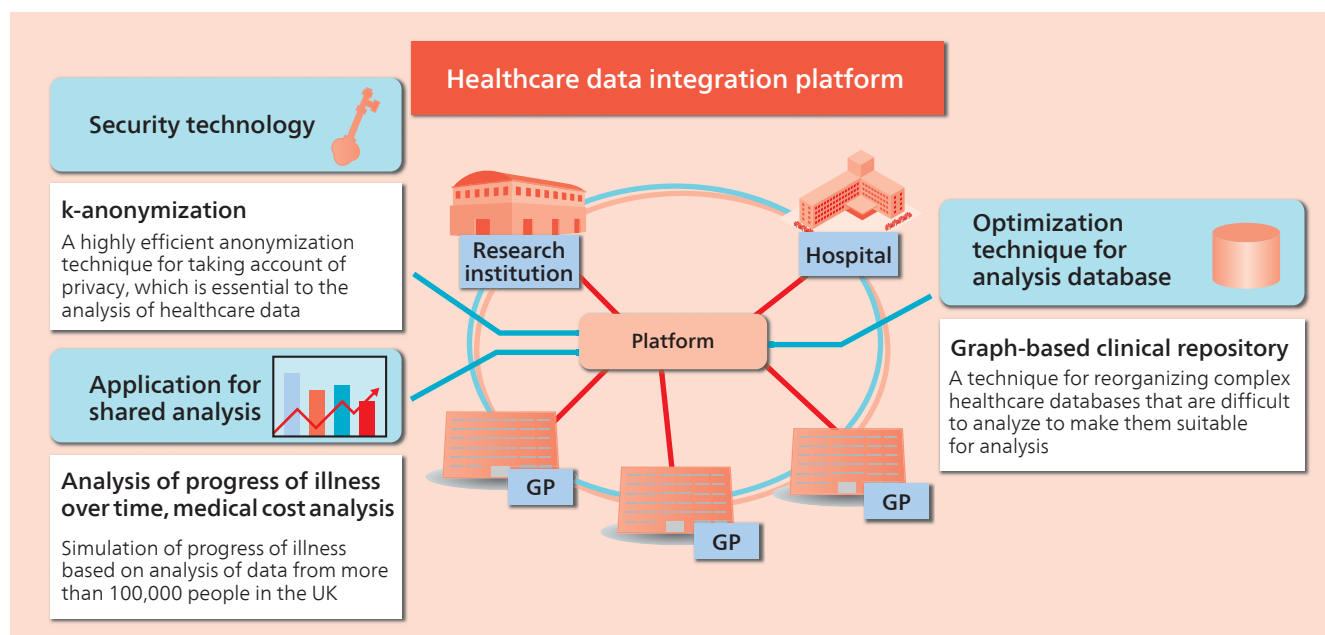 Healthcare data integration platform
Security technology
k-anonymization
A highly efficient anonymization
technique for taking account of
privacy, which is essential to the
analysis of healthcare data
Application for
shared analysis
Analysis of progress of illness
over time, medical cost analysis
Simulation of progress of illness
based on analysis of data from more
than 100,000 people in the UK
Research
institution
Hospital
Platform
GP
GP
GP
Optimization
technique for
analysis database
Graph-based clinical repository
A technique for reorganizing complex
healthcare databases that are difficult
to analyze to make them suitable
for analysis